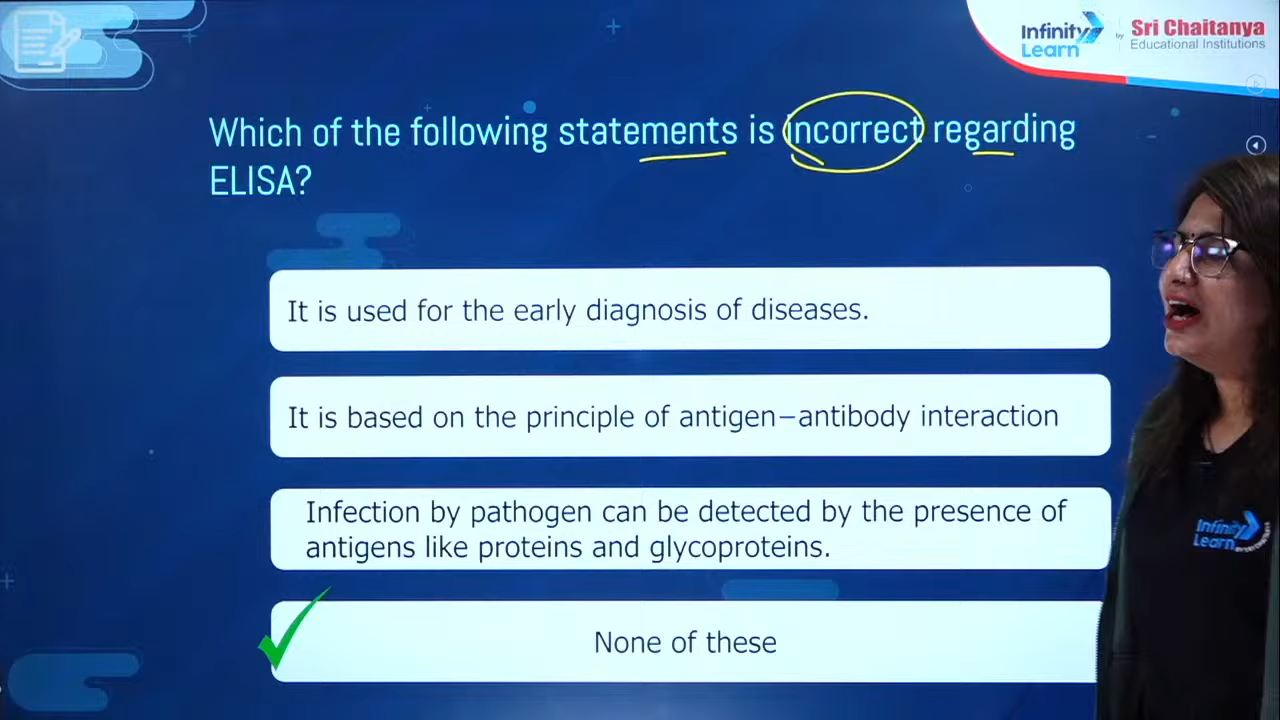 Infinity
Learn
by
Sri Chaitanya
Educational Institutions
Which of the following statements is incorrect regarding
ELISA?
It is used for the early diagnosis of diseases.
It is based on the principle of antigen–antibody interaction
Infection by pathogen can be detected by the presence of
antigens like proteins and glycoproteins.
None of these
Infinity
Learn